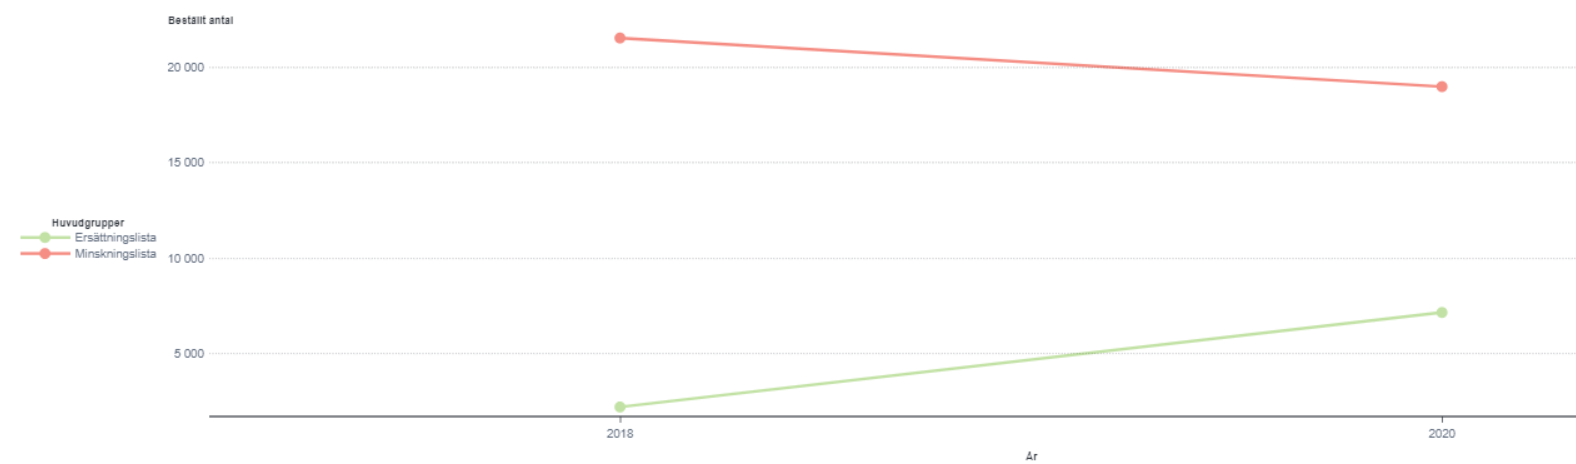 Beställt antal
20 000
15 000
Huvudgrupper
Ersättningslista
Minskningslista
10 000
5 000
2018
2020
År